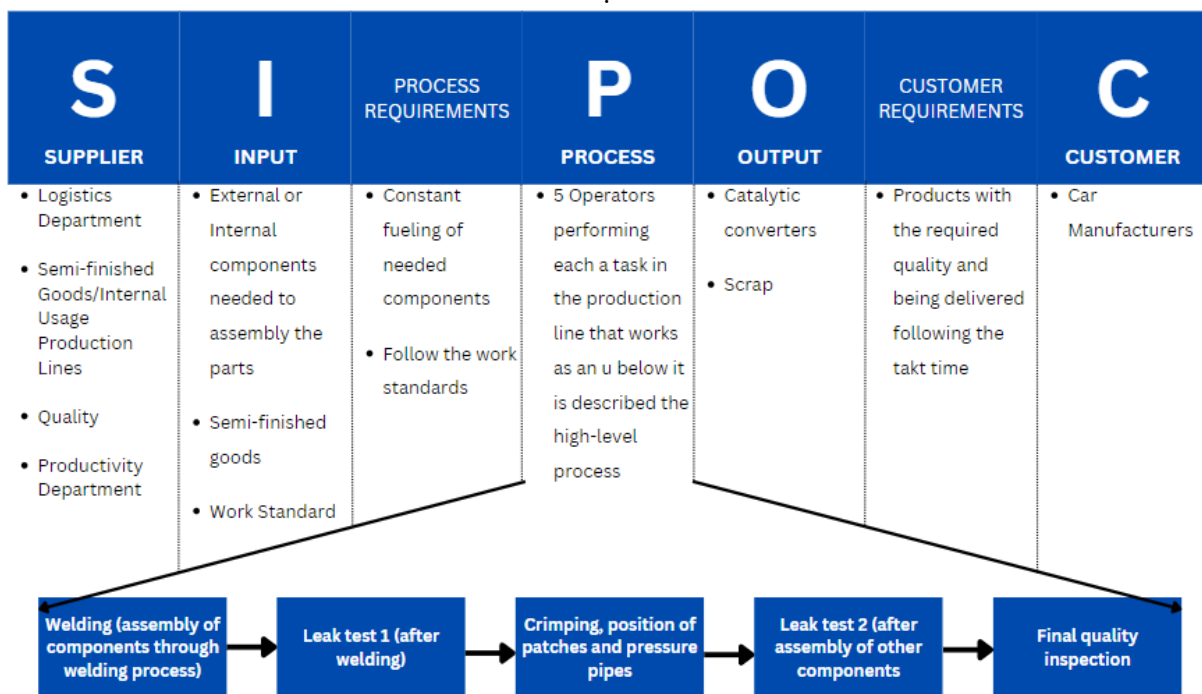 S
SUPPLIER
I
INPUT
PROCESS
REQUIREMENTS
P
PROCESS
O
OUTPUT
CUSTOMER
REQUIREMENTS
C
CUSTOMER
• Logistics
Department
• Semi-finished
Goods/Internal
Usage
Production
Lines
• Quality
• Productivity
Department
• External or
Internal
components
needed to
assembly the
parts
• Semi-finished
goods
• Work Standard
• Constant
fueling of
needed
components
• Follow the work
standards
• 5 Operators
performing
each a task in
the production
line that works
as an u below it
is described the
high-level
process
• Catalytic
converters
• Scrap
• Products with
the required
quality and
being delivered
following the
takt time
• Car
Manufacturers
Welding (assembly of
components through
welding process)
Leak test 1 (after
welding)
Crimping, position of
patches and pressure
pipes
Leak test 2 (after
assembly of other
components
Final quality
inspection